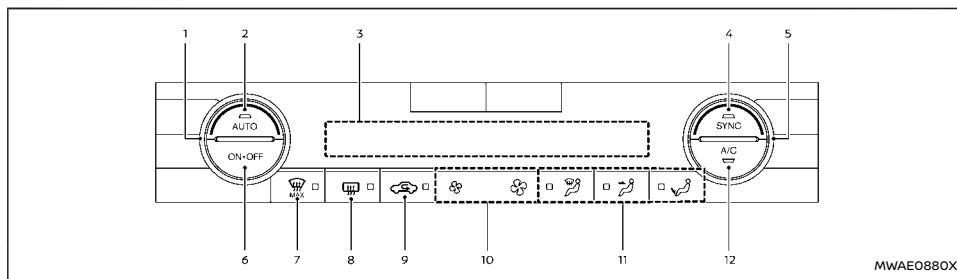 1 2 3 4 5
AUTO SYNC
ON•OFF A/C
MAX
6 7 8 9 10 11 12
MWAE0880X